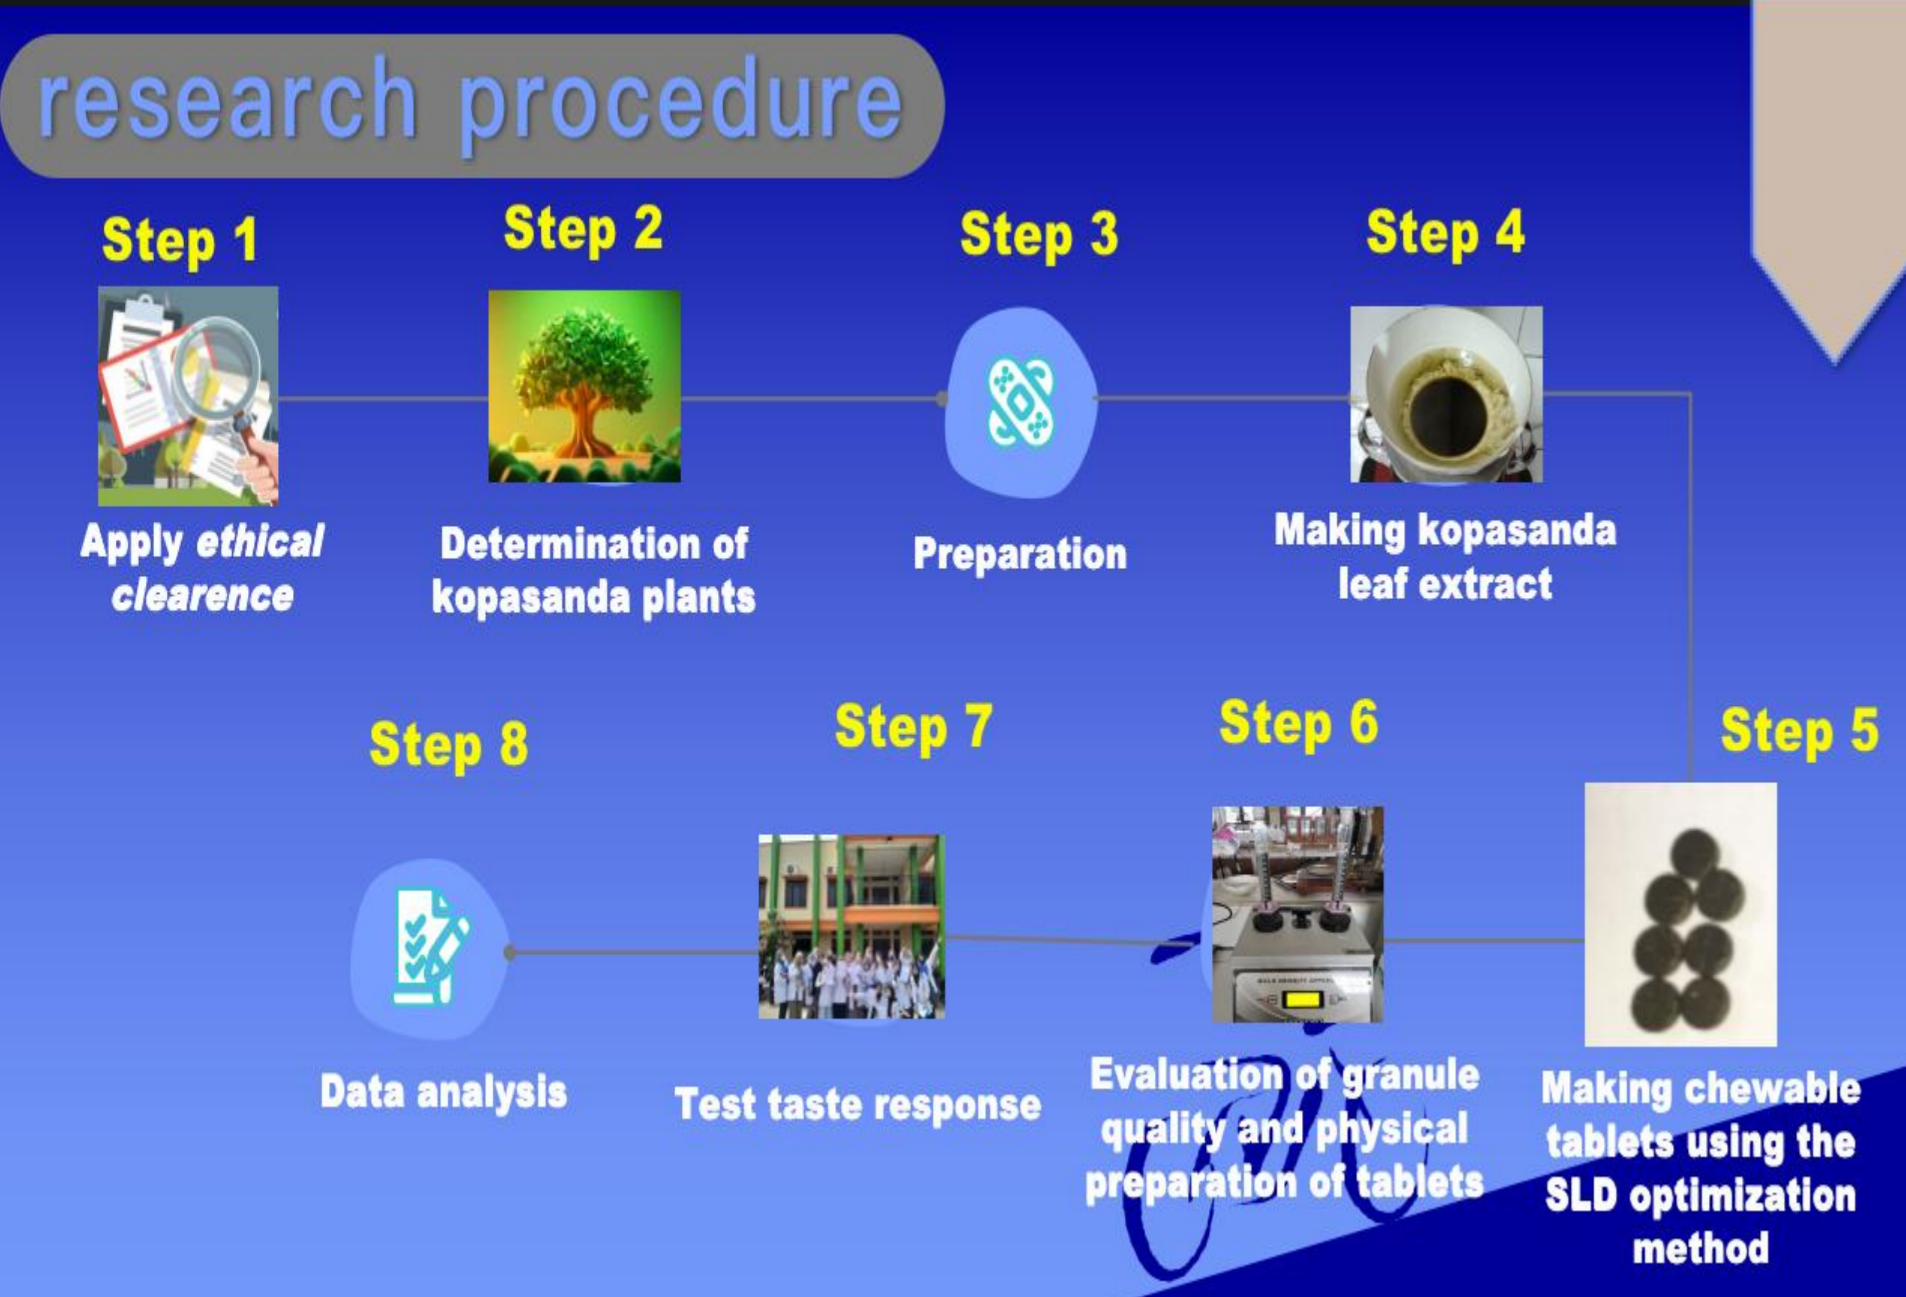 research procedure
Step 1
Apply ethical
clearence
Step 2
Determination of
kopasanda plants
Step 3
Preparation
Step 4
Making kopasanda
leaf extract
Step 5
Making chewable
tablets using the
SLD optimization
method
Step 6
Evaluation of granule
quality and physical
preparation of tablets
Step 7
Test taste response
Step 8
Data analysis